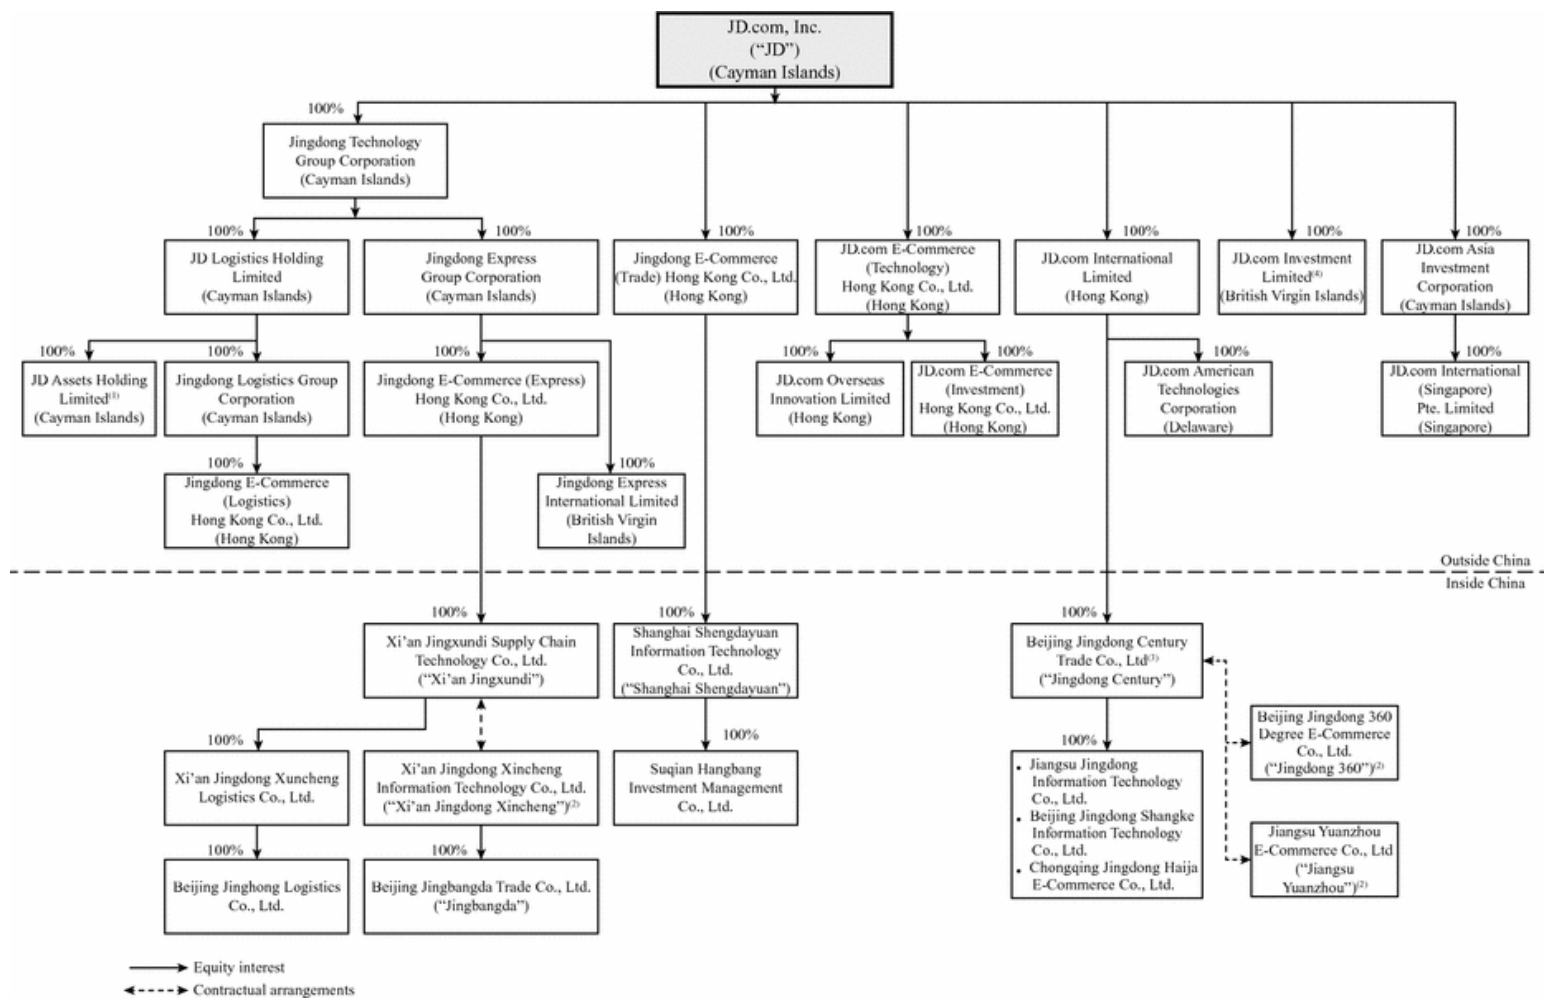 JD.com, Inc.
(“JD”)
(Cayman Islands)
100%
Jingdong Technology
Group Corporation
(Cayman Islands)
100%
JD Logistics Holding
Limited
(Cayman Islands)
100%
Jingdong Express
Group Corporation
(Cayman Islands)
100%
Jingdong E-Commerce
(Trade) Hong Kong Co., Ltd.
(Hong Kong)
100%
JD.com E-Commerce
(Technology)
Hong Kong Co., Ltd.
(Hong Kong)
100%
JD.com International
Limited
(Hong Kong)
100%
JD.com Investment
Limited(4)
(British Virgin Islands)
100%
JD.com Asia
Investment
Corporation
(Cayman Islands)
100%
JD Assets Holding
Limited(1)
(Cayman Islands)
100%
Jingdong Logistics Group
Corporation
(Cayman Islands)
100%
Jingdong E-Commerce (Express)
Hong Kong Co., Ltd.
(Hong Kong)
100%
JD.com Overseas
Innovation Limited
(Hong Kong)
100%
JD.com E-Commerce
(Investment)
Hong Kong Co., Ltd.
(Hong Kong)
100%
JD.com American
Technologies
Corporation
(Delaware)
100%
JD.com International
(Singapore)
Pte. Limited
(Singapore)
100%
Jingdong E-Commerce
(Logistics)
Hong Kong Co., Ltd.
(Hong Kong)
100%
Jingdong Express
International Limited
(British Virgin
Islands)
Outside China
Inside China
100%
Xi’an Jingxundi Supply Chain
Technology Co., Ltd.
(“Xi’an Jingxundi”)
100%
Shanghai Shengdayuan
Information Technology
Co., Ltd.
(“Shanghai Shengdayuan”)
100%
Beijing Jingdong Century
Trade Co., Ltd(3)
(“Jingdong Century”)
Beijing Jingdong 360
Degree E-Commerce
Co., Ltd.
(“Jingdong 360”)(2)
100%
Xi’an Jingdong Xuncheng
Logistics Co., Ltd.
Xi’an Jingdong Xincheng
Information Technology Co., Ltd.
(“Xi’an Jingdong Xincheng”)(2)
100%
Suqian Hangbang
Investment Management
Co., Ltd.
100%
• Jiangsu Jingdong
Information Technology
Co., Ltd.
• Beijing Jingdong Shangke
Information Technology
Co., Ltd.
• Chongqing Jingdong Haija
E-Commerce Co., Ltd.
Jiangsu Yuanzhou
E-Commerce Co., Ltd
(“Jiangsu
Yuanzhou”)(2)
100%
Beijing Jinghong Logistics
Co., Ltd.
100%
Beijing Jingbangda Trade Co., Ltd.
(“Jingbangda”)
Equity interest
Contractual arrangements